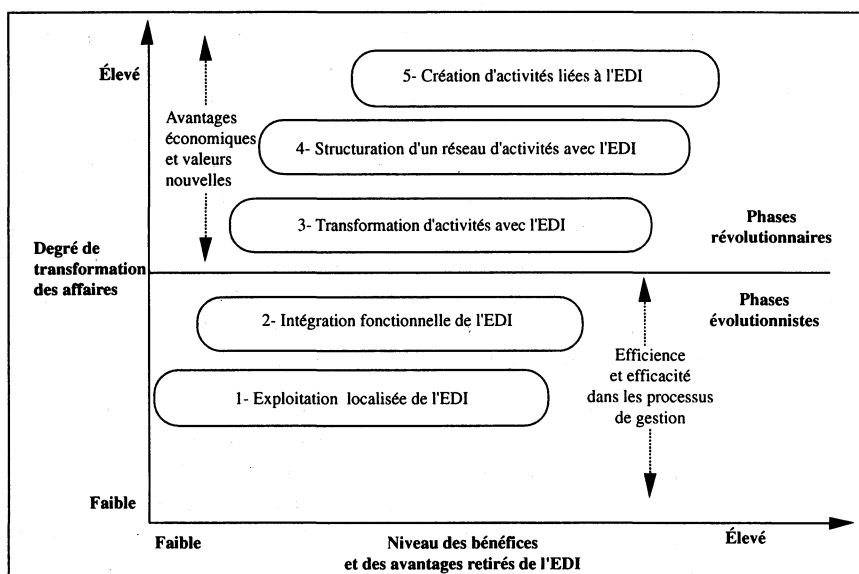 Élevé
5- Création d'activités liées à l'EDI
Avantages
économiques
et valeurs
nouvelles
4- Structuration d'un réseau d'activités avec l'EDI
3- Transformation d'activités avec l'EDI
Phases
révolutionnaires
Degré de
transformation
des affaires
Phases
évolutionnistes
2- Intégration fonctionnelle de l'EDI
Efficience
et efficacité
dans les processus
de gestion
1- Exploitation localisée de l'EDI
Faible
Faible
Niveau des bénéfices
et des avantages retirés de l'EDI
Élevé